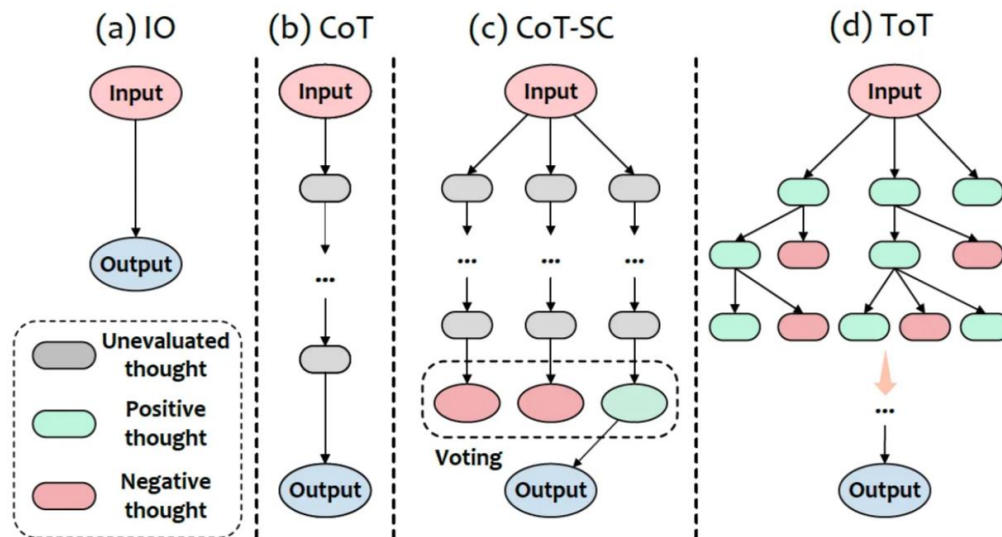 (a) IO
Input
Output
Unevaluated
thought
Positive
thought
Negative
thought
(b) CoT
Input
...
Output
(c) CoT-SC
Input
...
...
...
Voting
Output
(d) ToT
Input
...
Output